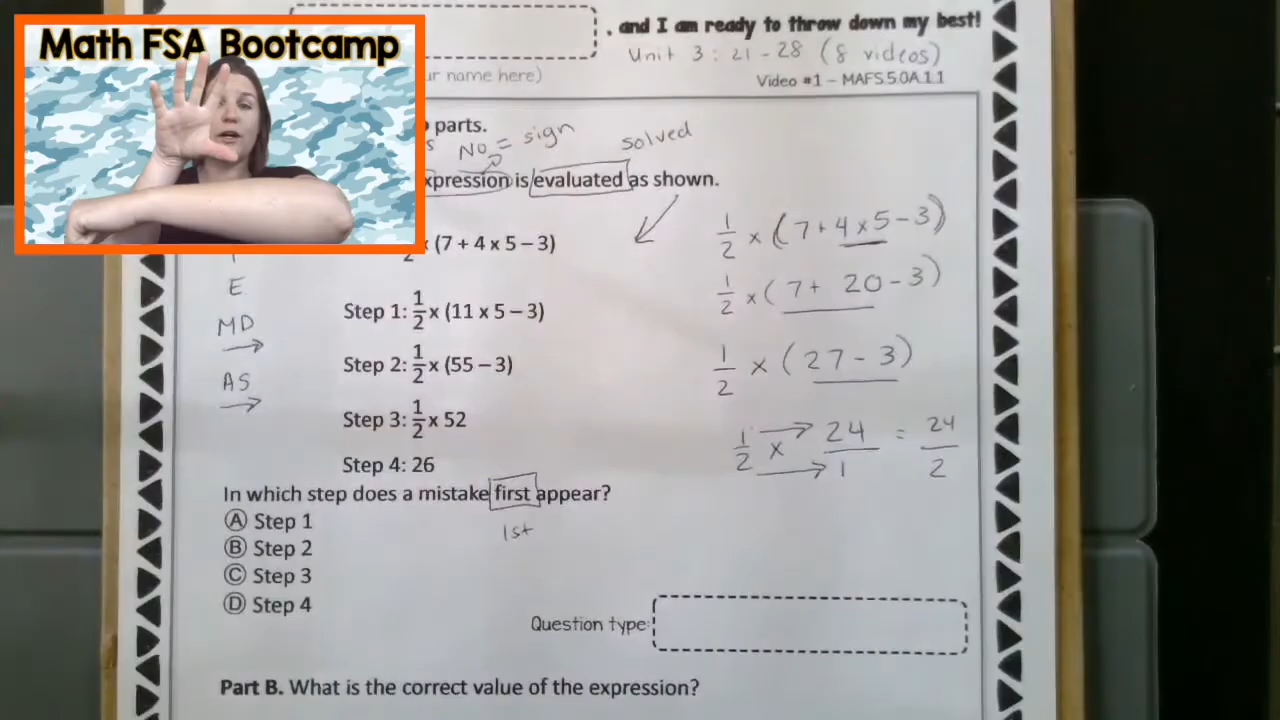 Math FSA Bootcamp
, and I am ready to throw down my best!
Unit 3: 21-28 (8 videos)
ur name here)
Video #1 – MAFS.5.OA.1.1
parts.
No = sign
solved
xpression is evaluated as shown.
x (7 + 4 x 5 – 3)
1/2 x (7+4x5-3)
E
1/2 x (7+ 20-3)
Step 1: 1/2 x (11 x 5 – 3)
MD
Step 2: 1/2 x (55 – 3)
1/2 x (27-3)
AS
Step 3: 1/2 x 52
1/2 x 24/1 = 24/2
Step 4: 26
In which step does a mistake first appear?
1st
Ⓐ Step 1
Ⓑ Step 2
Ⓒ Step 3
Ⓓ Step 4
Question type:
Part B. What is the correct value of the expression?